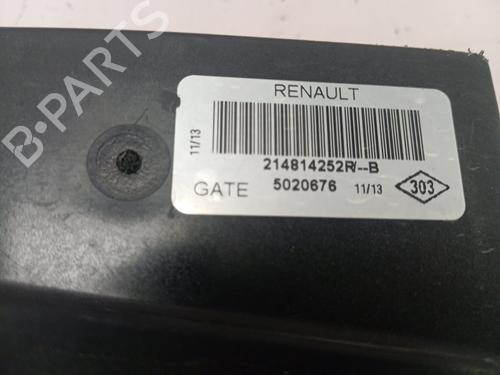 B-PARTS
RENAULT
11/13
214814252R/--B
GATE 5020676 11/13 303